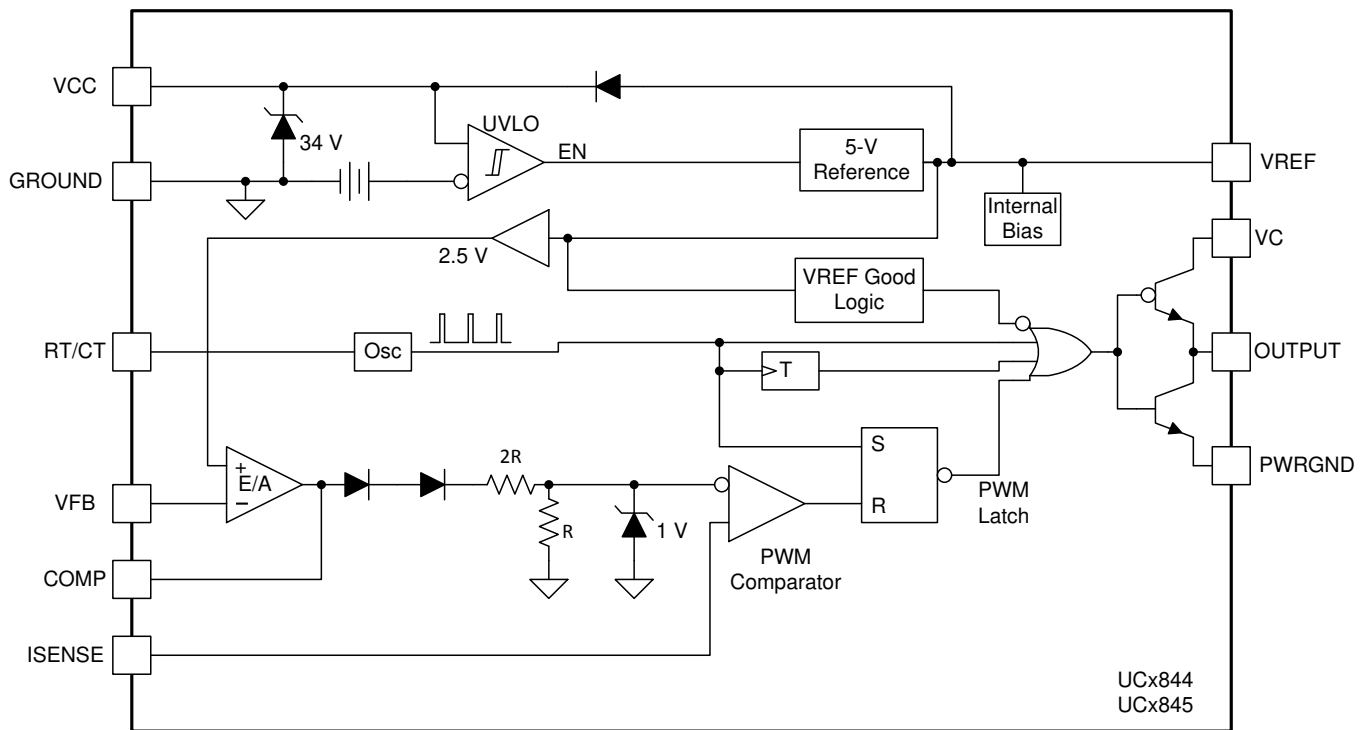 VCC
UVLO
34 V
EN
5-V
Reference
GROUND
VREF
Internal
Bias
VC
2.5 V
VREF Good
Logic
RT/CT
Osc
OUTPUT
T
2R
S
PWRGND
+
E/A
−
VFB
R
1 V
R
PWM
Latch
PWM
Comparator
COMP
ISENSE
UCx844
UCx845